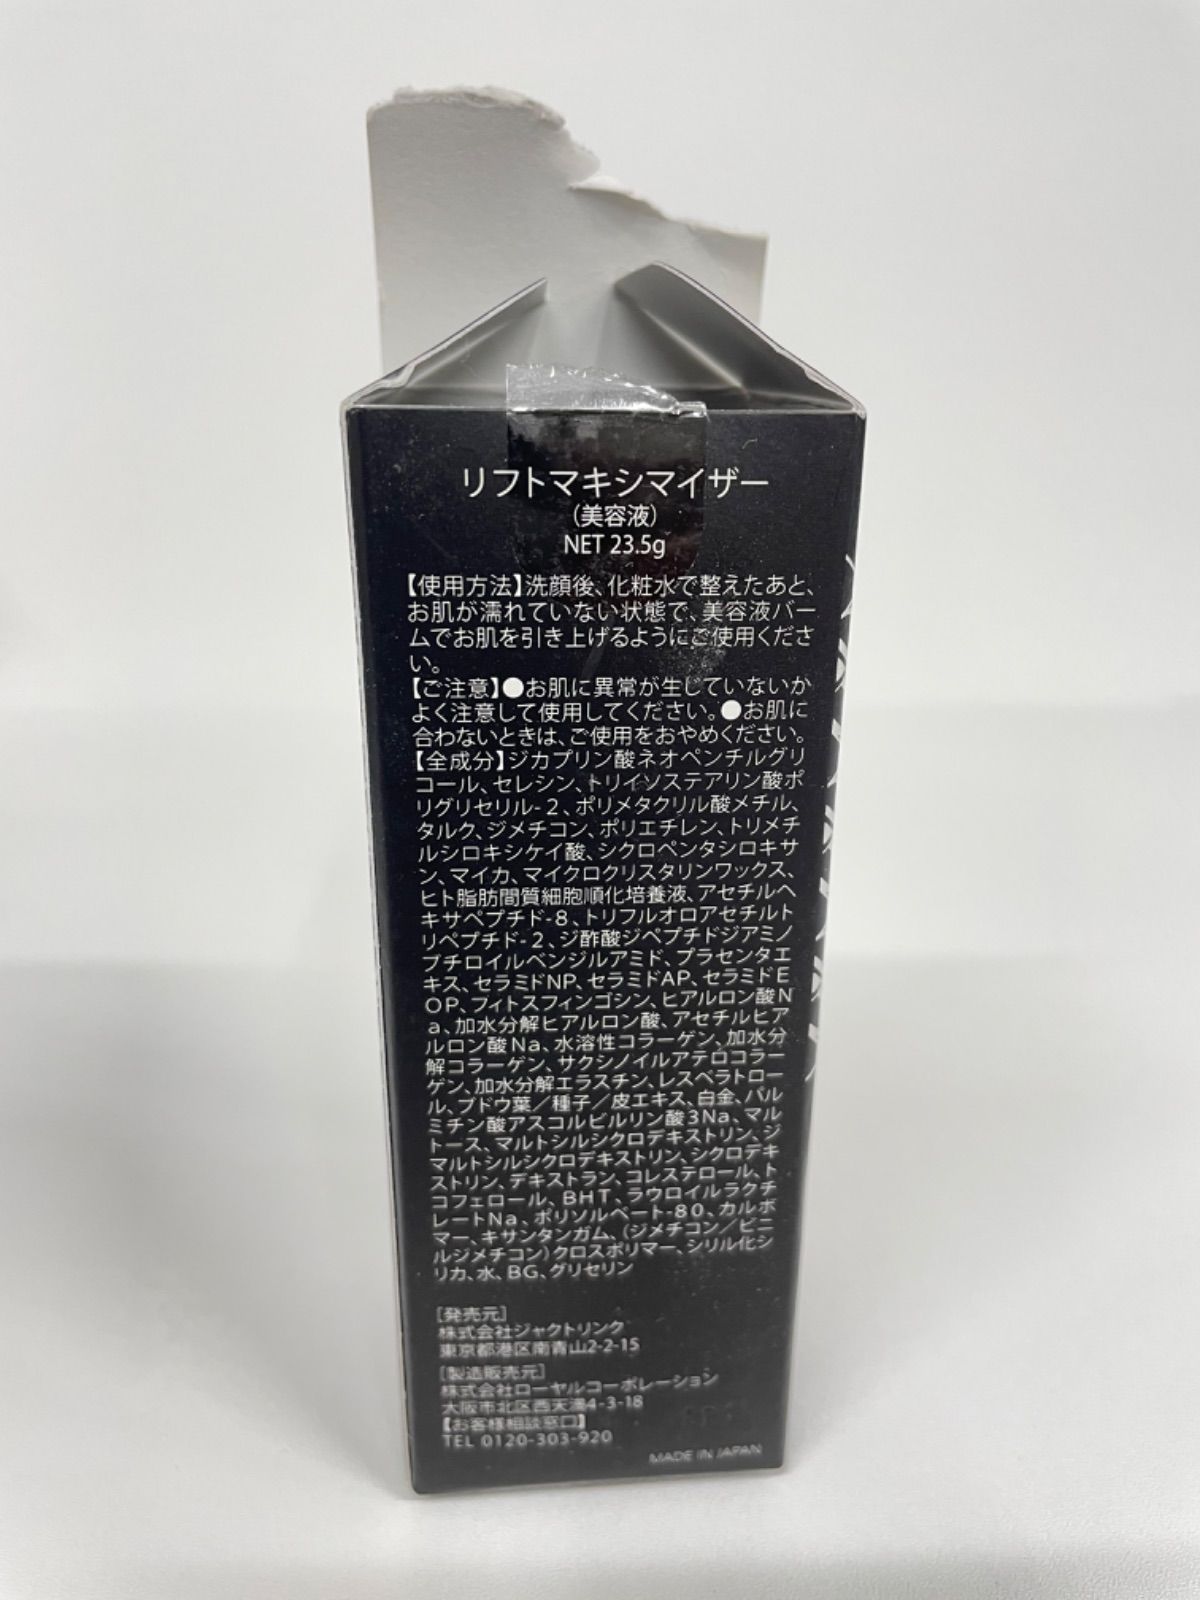 リフトマキシマイザー
（美容液）
NET 23.5g
【使用方法】洗顔後、化粧水で整えたあと、
お肌が濡れていない状態で、美容液バー
ムでお肌を引き上げるようにご使用くださ
い。
【ご注意】●お肌に異常が生じていないか
よく注意して使用してください。●お肌に
合わないときは、ご使用をおやめください。
【全成分】ジカプリン酸ネオペンチルグリ
コール、セレシン、トリイソステアリン酸ポ
リグリセリル-２、ポリメタクリル酸メチル、
タルク、ジメチコン、ポリエチレン、トリメチ
ルシロキシケイ酸、シクロペンタシロキサ
ン、マイカ、マイクロクリスタリンワックス、
ヒト脂肪間質細胞順化培養液、アセチルヘ
キサペプチド-８、トリフルオロアセチルト
リペプチド-２、ジ酢酸ジペプチドジアミノ
ブチロイルベンジルアミド、プラセンタエ
キス、セラミドNP、セラミドAP、セラミドE
OP、フィトスフィンゴシン、ヒアルロン酸N
a、加水分解ヒアルロン酸、アセチルヒア
ルロン酸Na、水溶性コラーゲン、加水分
解コラーゲン、サクシノイルアテロコラー
ゲン、加水分解エラスチン、レスベラトロー
ル、ブドウ葉／種子／皮エキス、白金、パル
ミチン酸アスコルビルリン酸３Na、マル
トース、マルトシルシクロデキストリン、ジ
マルトシルシクロデキストリン、シクロデキ
ストリン、デキストラン、コレステロール、ト
コフェロール、BHT、ラウロイルラクチ
レートNa、ポリソルベート-８０、カルボ
マー、キサンタンガム、（ジメチコン／ビニ
ルジメチコン）クロスポリマー、シリル化シ
リカ、水、BG、グリセリン
［発売元］
株式会社ジャクトリンク
東京都港区南青山2-2-15
［製造販売元］
株式会社ローヤルコーポレーション
大阪市北区西天満4-3-18
【お客様相談窓口】
TEL 0120-303-920
MADE IN JAPAN